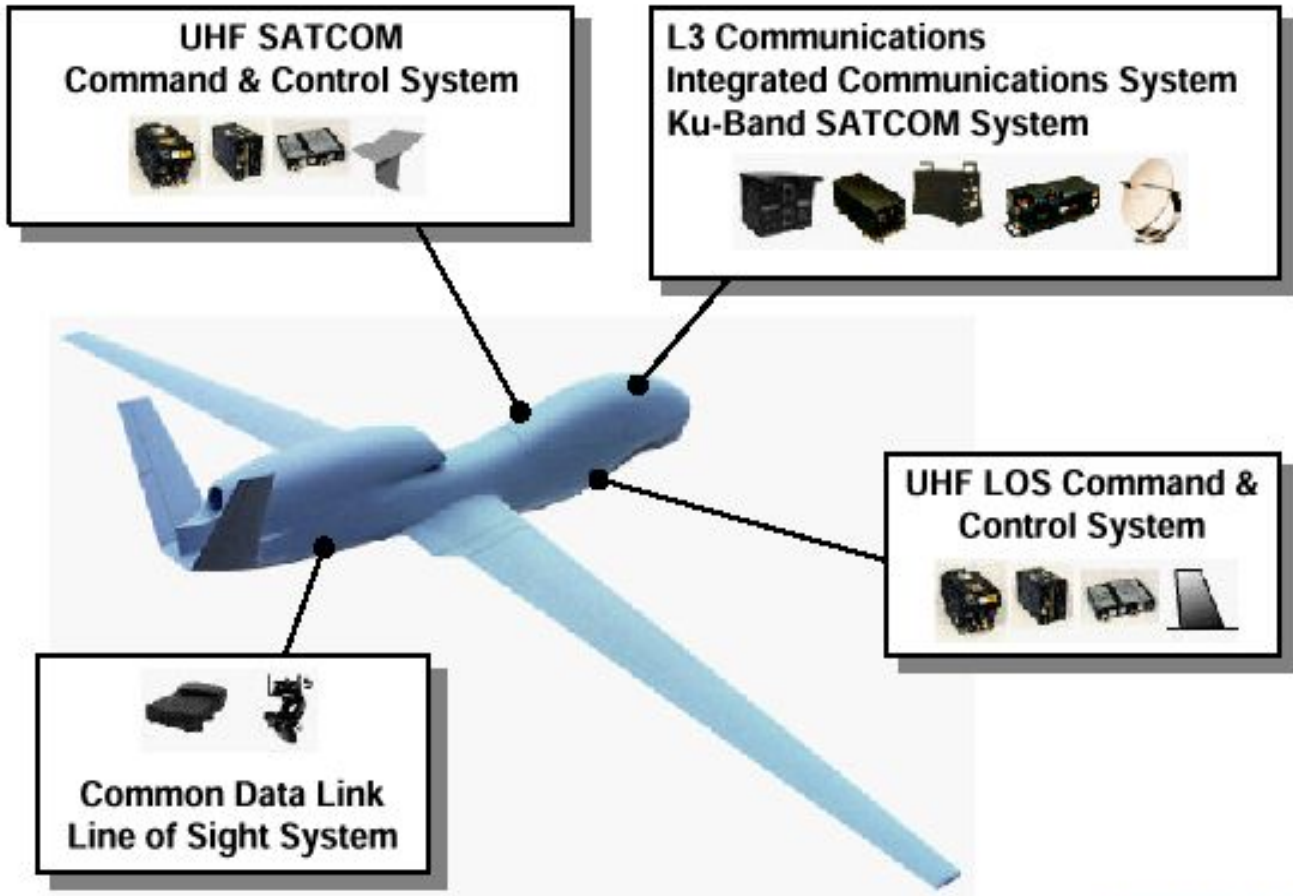 UHF SATCOM
Command & Control System
L3 Communications
Integrated Communications System
Ku-Band SATCOM System
UHF LOS Command &
Control System
Common Data Link
Line of Sight System